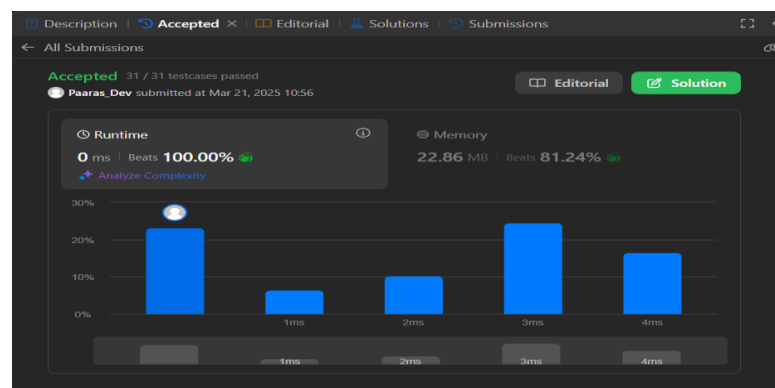 Description Accepted × Editorial Solutions Submissions
← All Submissions
Accepted 31 / 31 testcases passed
Paaras_Dev submitted at Mar 21, 2025 10:56
Editorial Solution
Runtime
0 ms | Beats 100.00%
Analyze Complexity
Memory
22.86 MB | Beats 81.24%
30%
20%
10%
0%
1ms 2ms 3ms 4ms
1ms 2ms 3ms 4ms